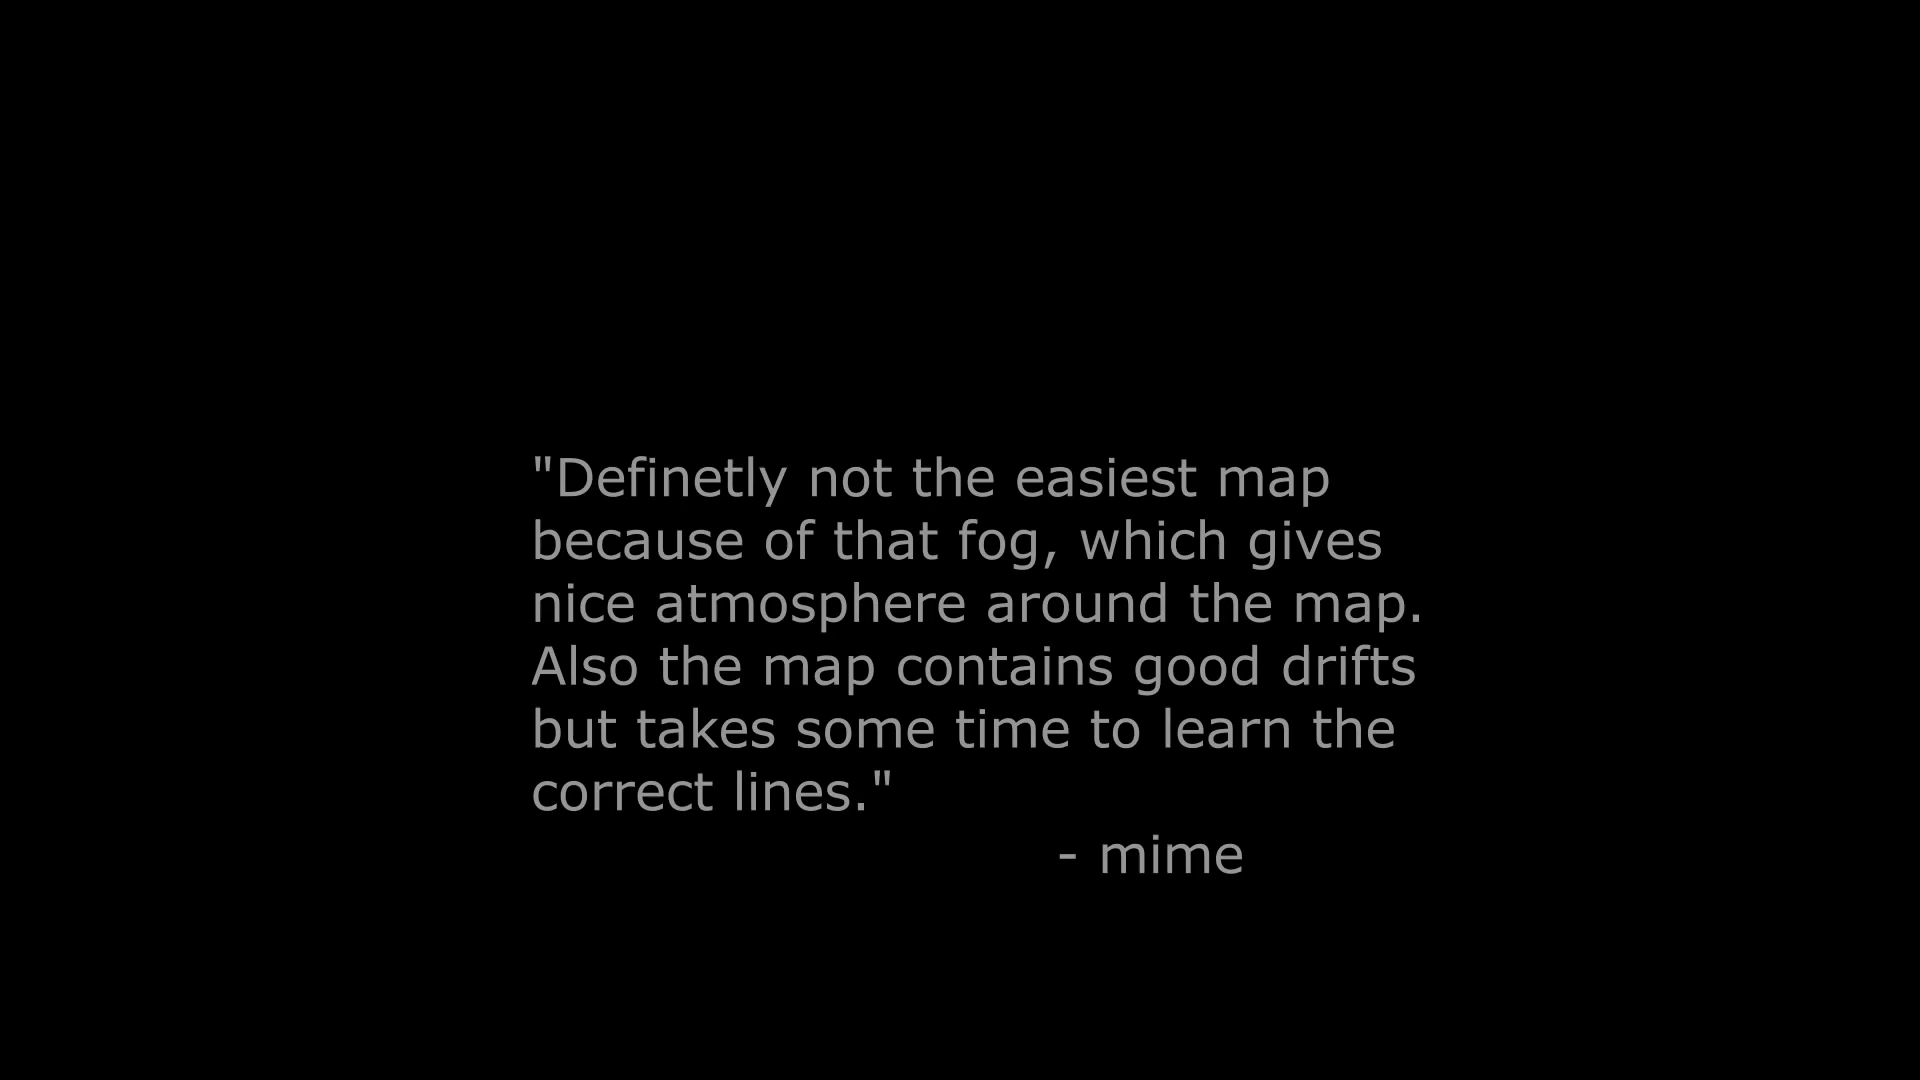 "Definetly not the easiest map
because of that fog, which gives
nice atmosphere around the map.
Also the map contains good drifts
but takes some time to learn the
correct lines."
- mime